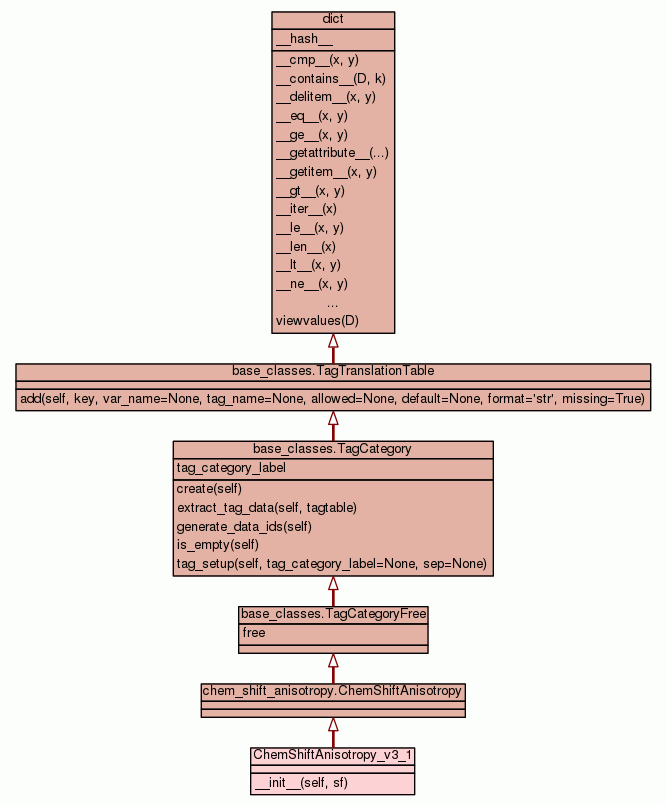 dict
__hash__
__cmp__(x, y)
__contains__(D, k)
__delitem__(x, y)
__eq__(x, y)
__ge__(x, y)
__getattribute__(...)
__getitem__(x, y)
__gt__(x, y)
__iter__(x)
__le__(x, y)
__len__(x)
__lt__(x, y)
__ne__(x, y)
...
viewvalues(D)
base_classes.TagTranslationTable
add(self, key, var_name=None, tag_name=None, allowed=None, default=None, format='str', missing=True)
base_classes.TagCategory
tag_category_label
create(self)
extract_tag_data(self, tagtable)
generate_data_ids(self)
is_empty(self)
tag_setup(self, tag_category_label=None, sep=None)
base_classes.TagCategoryFree
free
chem_shift_anisotropy.ChemShiftAnisotropy
ChemShiftAnisotropy_v3_1
__init__(self, sf)